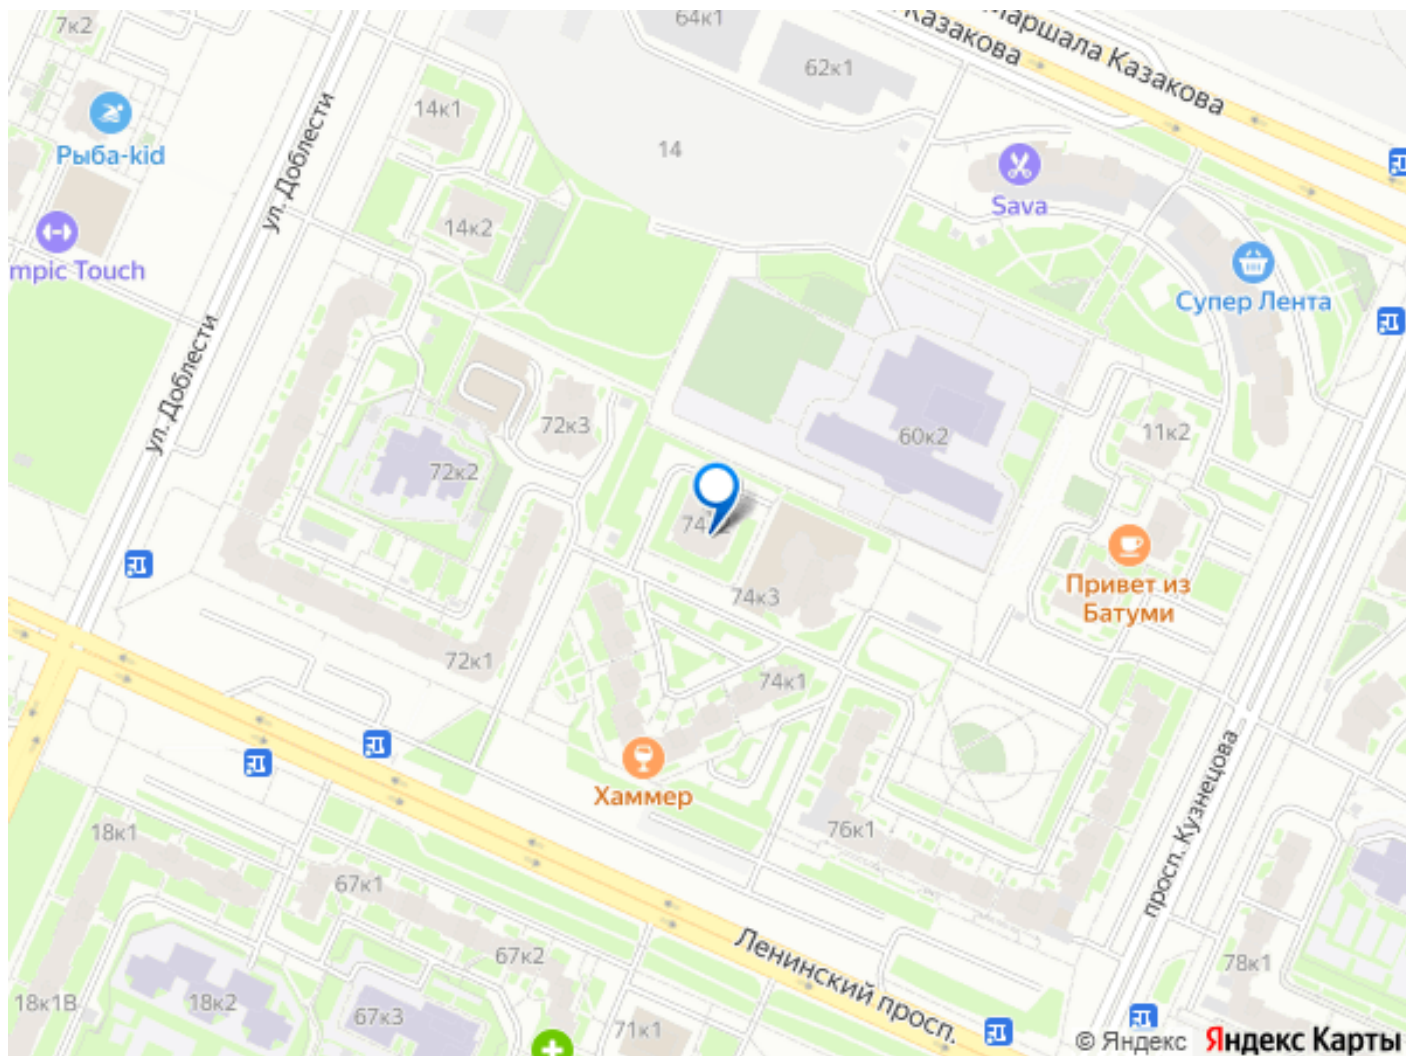 7к2
64к1
Казакова
Маршала Казакова
62к1
14к1
14
Рыба-kid
ул. Доблести
Sava
14к2
mpic Touch
Супер Лента
ул. Доблести
72к3
60к2
11к2
72к2
74
Привет из
Батуми
74к3
72к1
74к1
Хаммер
76к1
просп. Кузнецова
18к1
67к1
67к2
Ленинский просп.
78к1
18к1В
18к2
67к3
71к1
© Яндекс
Яндекс Карты